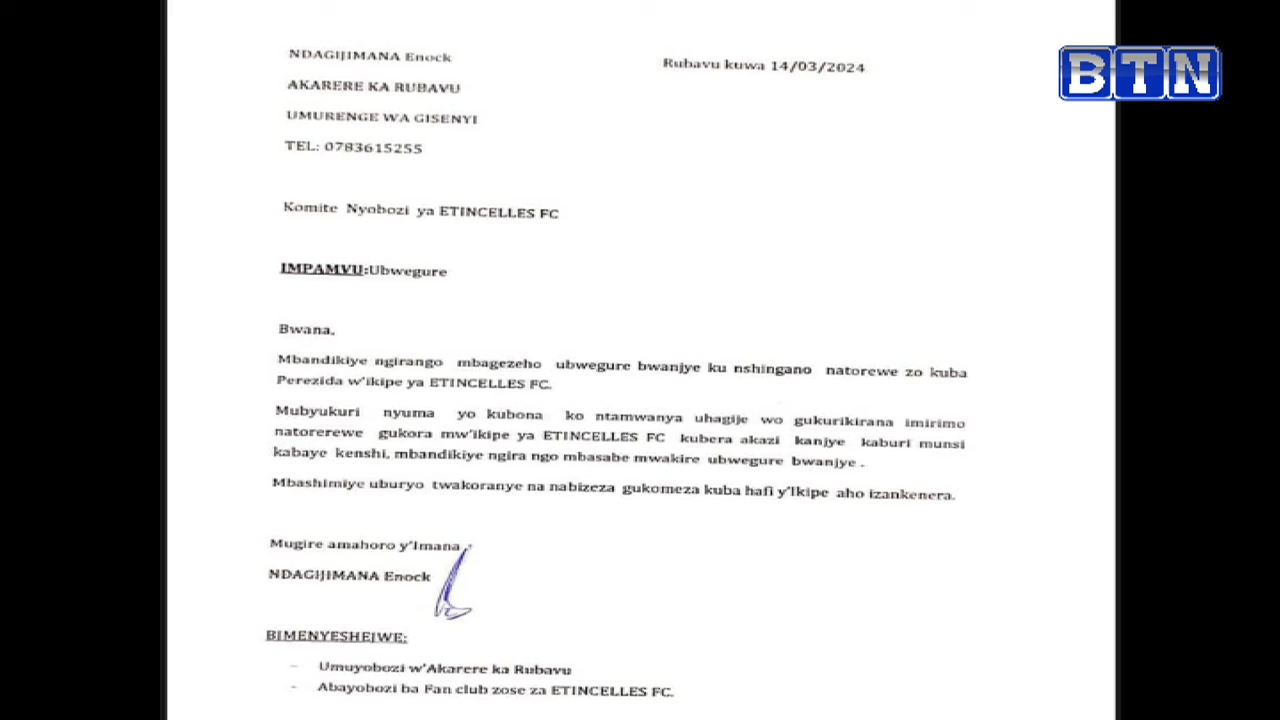 NDAGIJIMANA Enock
Rubavu kuwa 14/03/2024
BTN
AKARERE KA RUBAVU
UMURENGE WA GISENYI
TEL: 0783615255
Komite Nyobozi ya ETINCELLES FC
IMPAMVU:Ubwegure
Bwana,
Mbandikiye ngirango mbagezeho ubwegure bwanjye ku nshingano natorewe zo kuba
Perezida w'ikipe ya ETINCELLES FC.
Mubyukuri nyuma yo kubona ko ntamwanya uhagije wo gukurikirana imirimo
natorerewe gukora mw'ikipe ya ETINCELLES FC kubera akazi kanjye kaburi munsi
kabaye kenshi, mbandikiye ngira ngo mbasabe mwakire ubwegure bwanjye .
Mbashimiye uburyo twakoranye na nabizeza gukomeza kuba hafi y'Ikipe aho izankenera.
Mugire amahoro y'Imana .
NDAGIJIMANA Enock
BIMENYESHEJWE:
- Umuyobozi w'Akarere ka Rubavu
- Abayobozi ba Fan club zose za ETINCELLES FC.